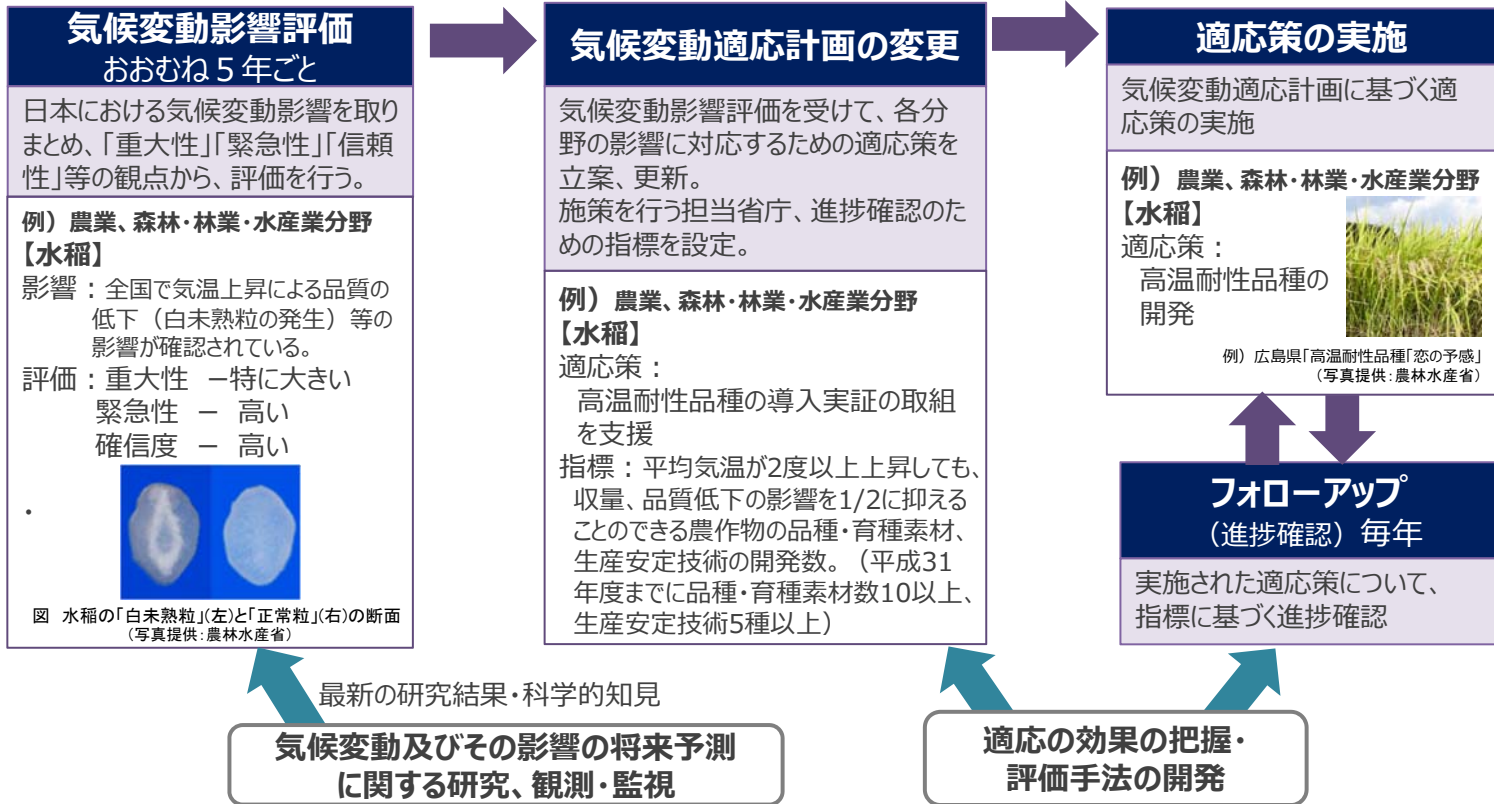 気候変動影響評価
おおむね５年ごと
日本における気候変動影響を取り
まとめ、「重大性」「緊急性」「信頼
性」等の観点から、評価を行う。
例）農業、森林・林業・水産業分野
【水稲】
影響：全国で気温上昇による品質の
低下（白未熟粒の発生）等の
影響が確認されている。
評価：重大性　－特に大きい
緊急性　－　高い
確信度　－　高い
・
図　水稲の「白未熟粒」(左)と「正常粒」(右)の断面
（写真提供：農林水産省）
気候変動適応計画の変更
気候変動影響評価を受けて、各分
野の影響に対応するための適応策を
立案、更新。
施策を行う担当省庁、進捗確認のた
めの指標を設定。
例）農業、森林・林業・水産業分野
【水稲】
適応策：
高温耐性品種の導入実証の取組
を支援
指標：平均気温が2度以上上昇しても、
収量、品質低下の影響を1/2に抑える
ことのできる農作物の品種・育種素材、
生産安定技術の開発数。（平成31
年度までに品種・育種素材数10以上、
生産安定技術5種以上）
適応策の実施
気候変動適応計画に基づく適
応策の実施
例）農業、森林・林業・水産業分野
【水稲】
適応策：
高温耐性品種の
開発
例）広島県「高温耐性品種「恋の予感」
（写真提供：農林水産省）
フォローアップ
（進捗確認）毎年
実施された適応策について、
指標に基づく進捗確認
最新の研究結果・科学的知見
気候変動及びその影響の将来予測
に関する研究、観測・監視
適応の効果の把握・
評価手法の開発